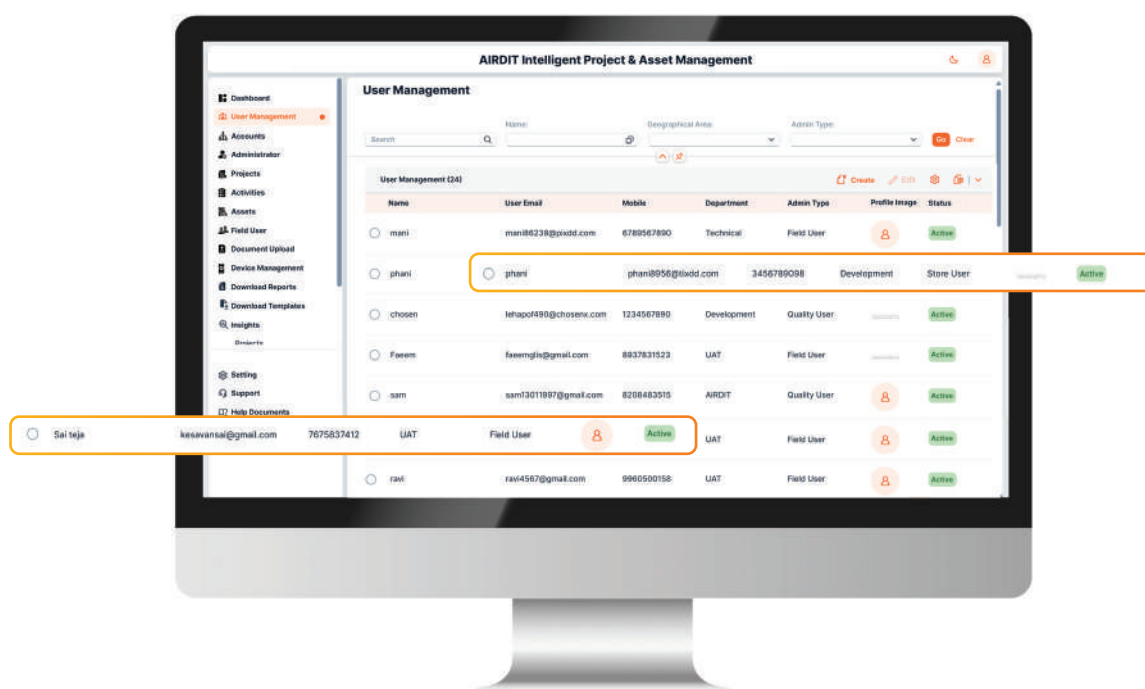 AIRDIT Intelligent Project & Asset Management
Dashboard
User Management
Accounts
Administrator
Projects
Activities
Assets
Field User
Document Upload
Device Management
Download Reports
Download Templates
Insights
Projects
Setting
Support
Help Documents
User Management
Name: Geographical Area: Admin Type:
Search Go Clear
User Management (24) Create Edit
Name User Email Mobile Department Admin Type Profile Image Status
mani mani86238@pixdd.com 6789567890 Technical Field User Active
phani phani phani8956@tixdd.com 3456789098 Development Store User Active
chosen lehapof490@chosenx.com 1234567890 Development Quality User Active
Faeem faeemglis@gmail.com 8937831523 UAT Field User Active
sam sam13011997@gmail.com 8208483515 AIRDIT Quality User Active
Sai teja kesavansai@gmail.com 7675837412 UAT Field User Active
UAT Field User Active
ravi ravi4567@gmail.com 9960500158 UAT Field User Active